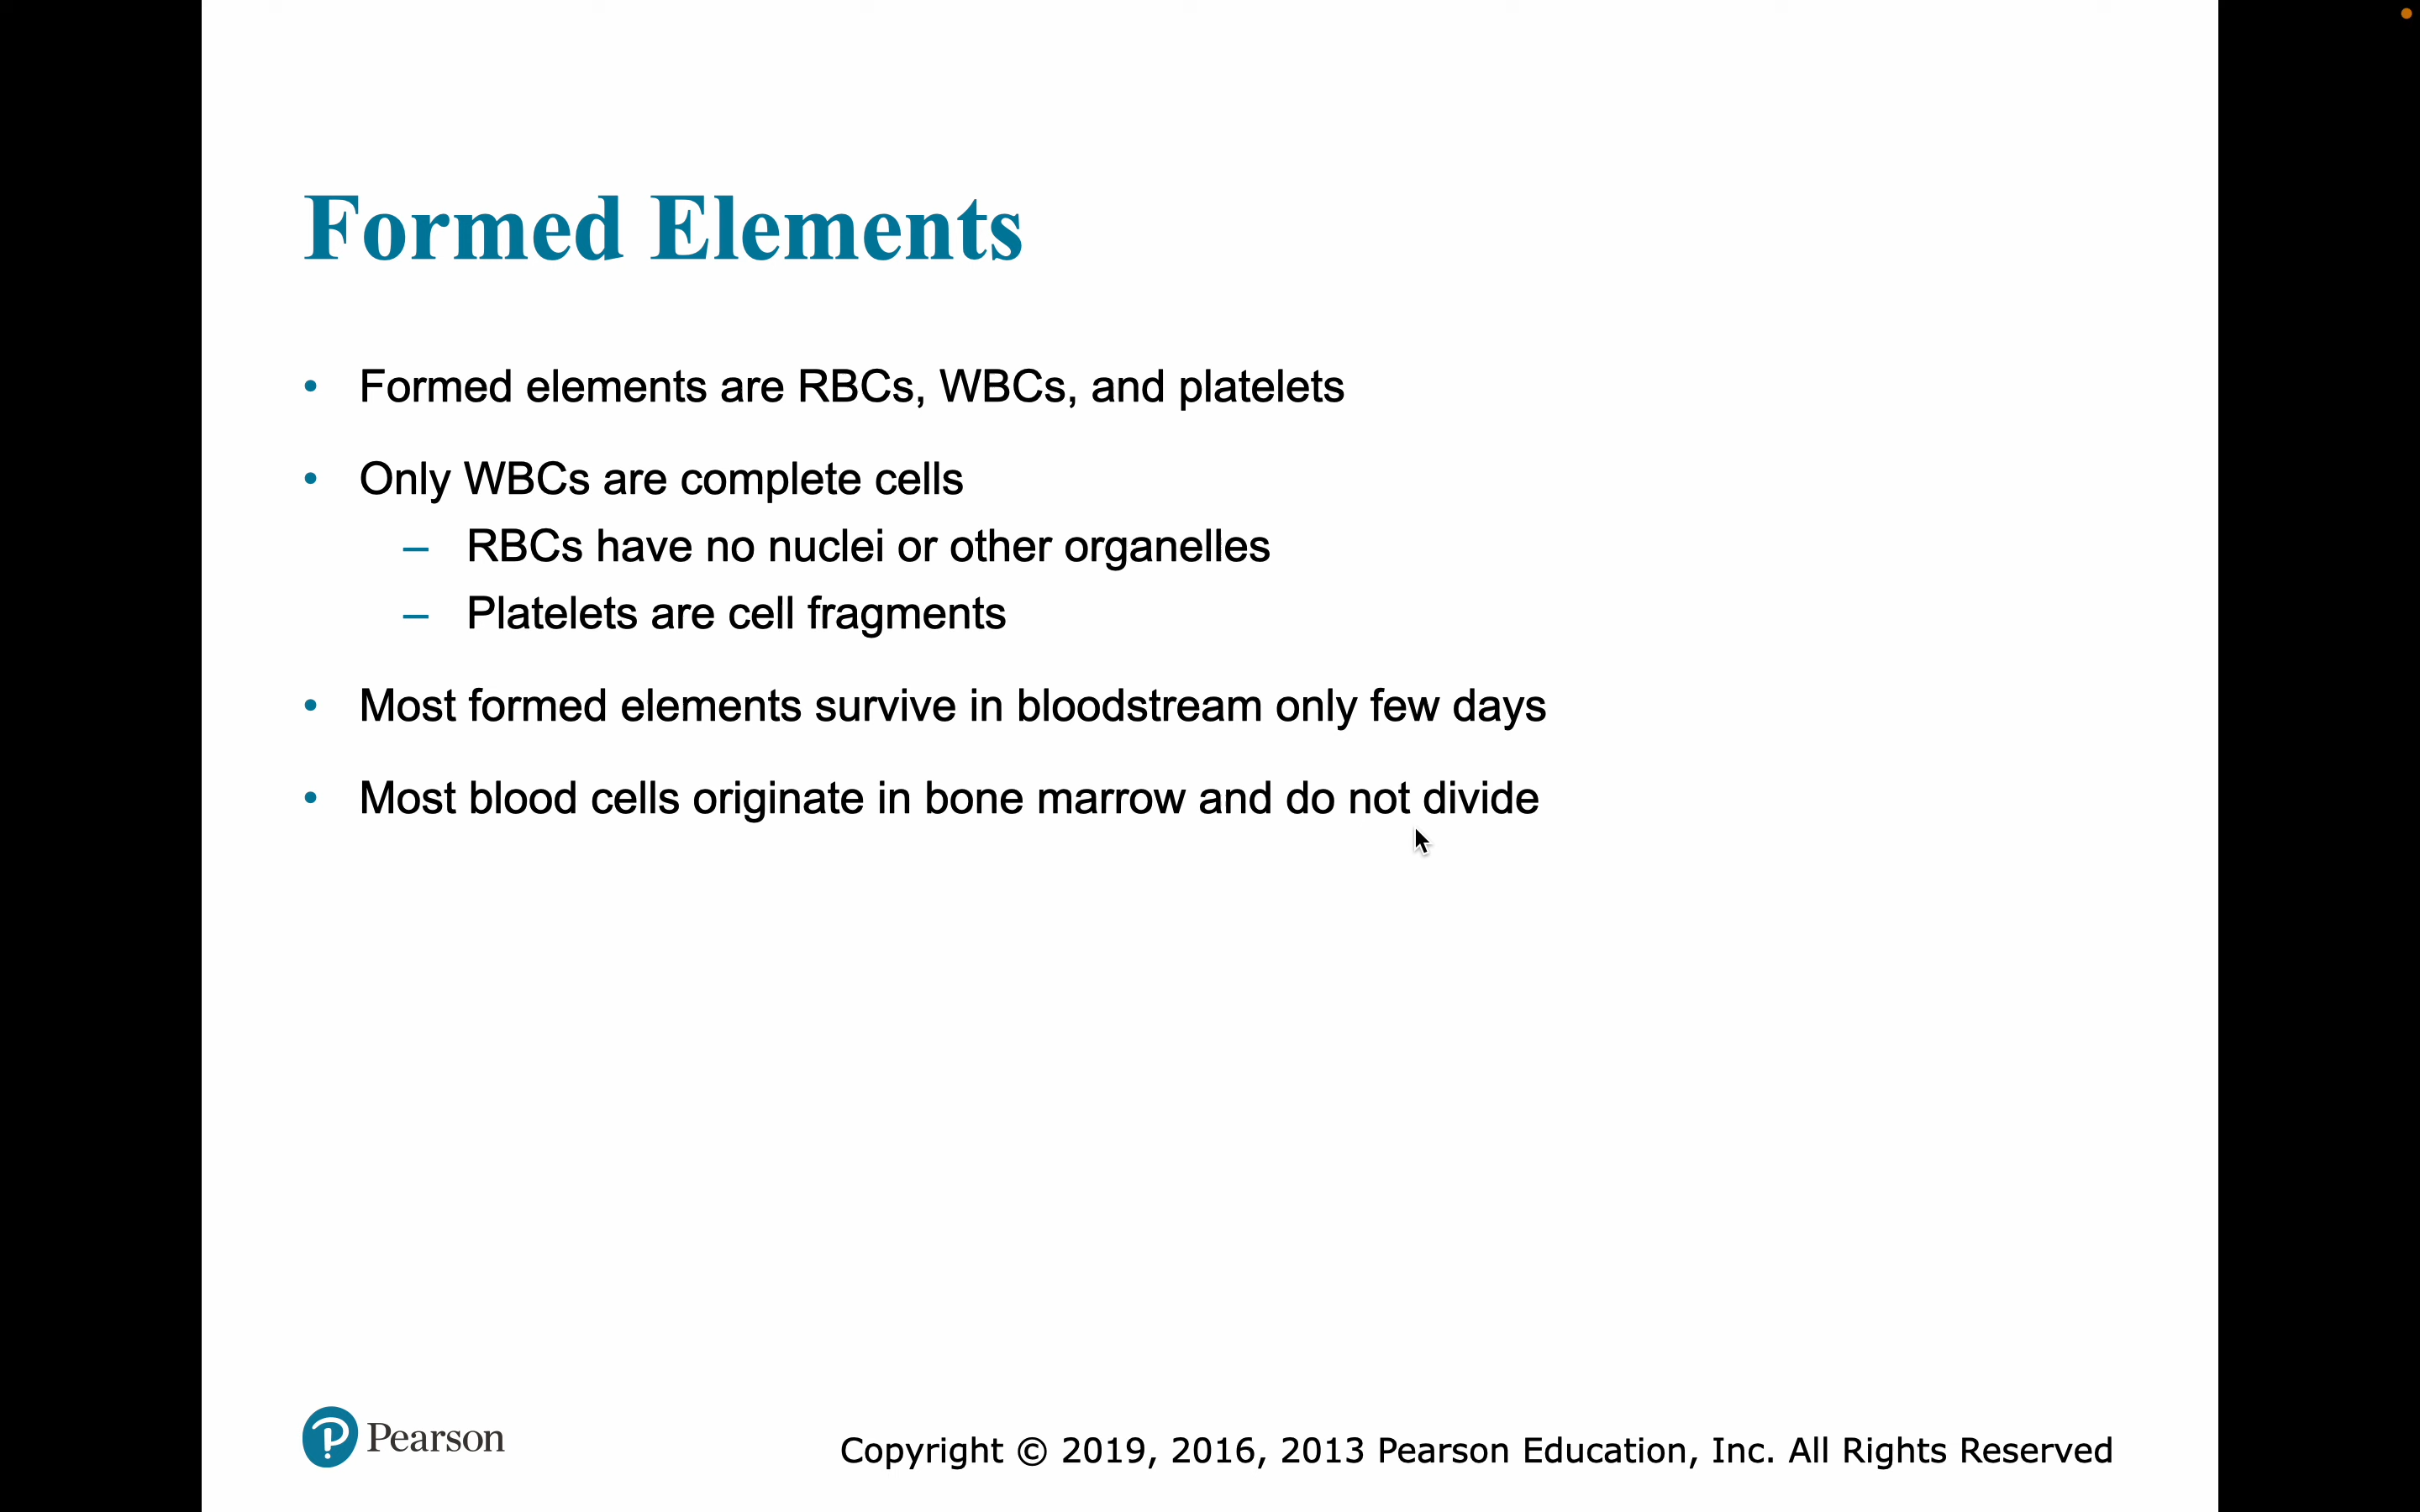 Formed Elements
• Formed elements are RBCs, WBCs, and platelets
• Only WBCs are complete cells
– RBCs have no nuclei or other organelles
– Platelets are cell fragments
• Most formed elements survive in bloodstream only few days
• Most blood cells originate in bone marrow and do not divide
Pearson
Copyright © 2019, 2016, 2013 Pearson Education, Inc. All Rights Reserved